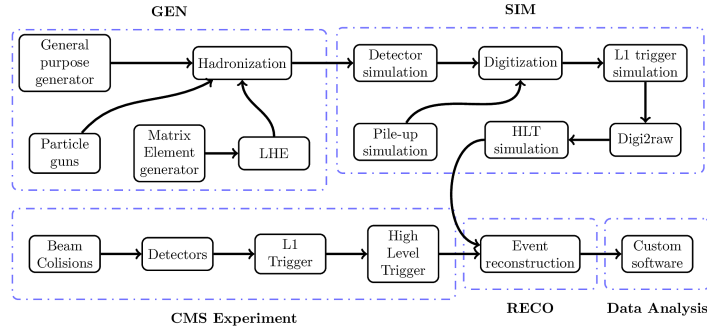 GEN
SIM
General
purpose
generator
Hadronization
Detector
simulation
Digitization
L1 trigger
simulation
Particle
guns
Matrix
Element
generator
LHE
Pile-up
simulation
HLT
simulation
Digi2raw
Beam
Colisions
Detectors
L1
Trigger
High
Level
Trigger
Event
reconstruction
Custom
software
CMS Experiment
RECO
Data Analysis